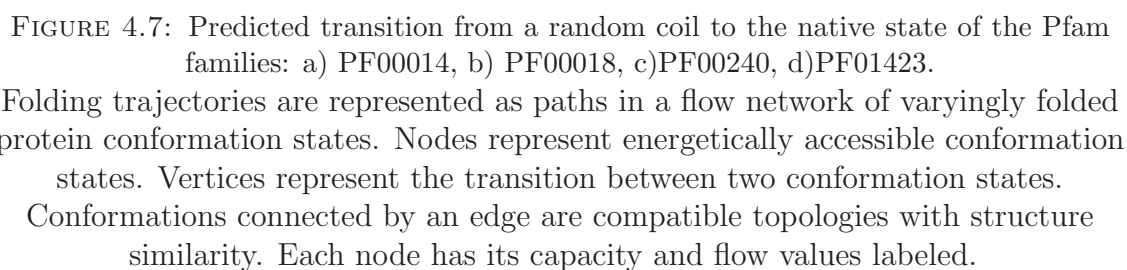 FIGURE 4.7: Predicted transition from a random coil to the native state of the Pfam
families: a) PF00014, b) PF00018, c)PF00240, d)PF01423.
Folding trajectories are represented as paths in a flow network of varyingly folded
protein conformation states. Nodes represent energetically accessible conformation
states. Vertices represent the transition between two conformation states.
Conformations connected by an edge are compatible topologies with structure
similarity. Each node has its capacity and flow values labeled.